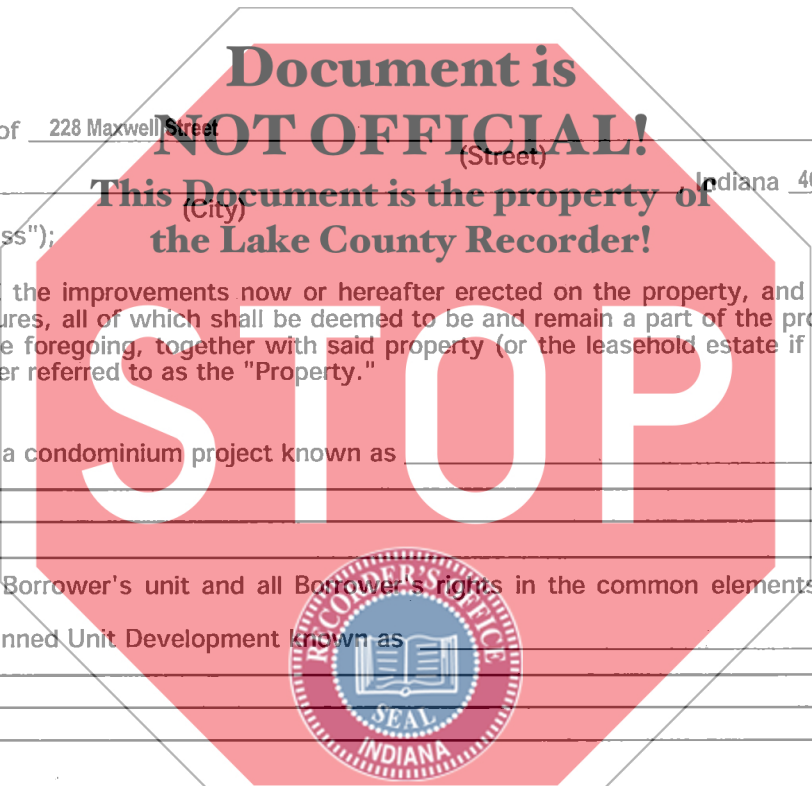 Document is
of 228 Maxwell Street
NOT OFFICIAL!
(Street)
This Document is the property of
, Indiana 46
(City)
ss");
the Lake County Recorder!
the improvements now or hereafter erected on the property, and
ures, all of which shall be deemed to be and remain a part of the pro
e foregoing, together with said property (or the leasehold estate if
er referred to as the "Property."
STOP
a condominium project known as
Borrower's unit and all Borrower's rights in the common elements
nned Unit Development known as
RECORDER'S OFFICE
SEAL
INDIANA